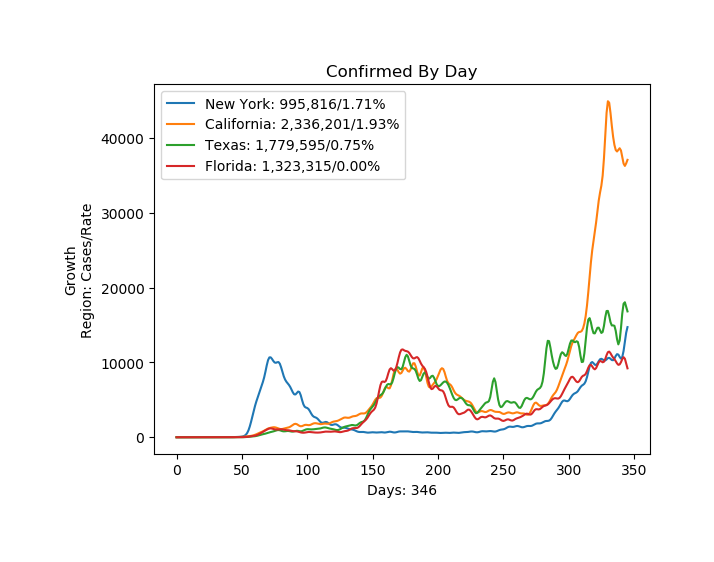 Confirmed By Day
New York: 995,816/1.71%
California: 2,336,201/1.93%
Texas: 1,779,595/0.75%
Florida: 1,323,315/0.00%
Growth
Region: Cases/Rate
40000
30000
20000
10000
0
0 50 100 150 200 250 300 350
Days: 346